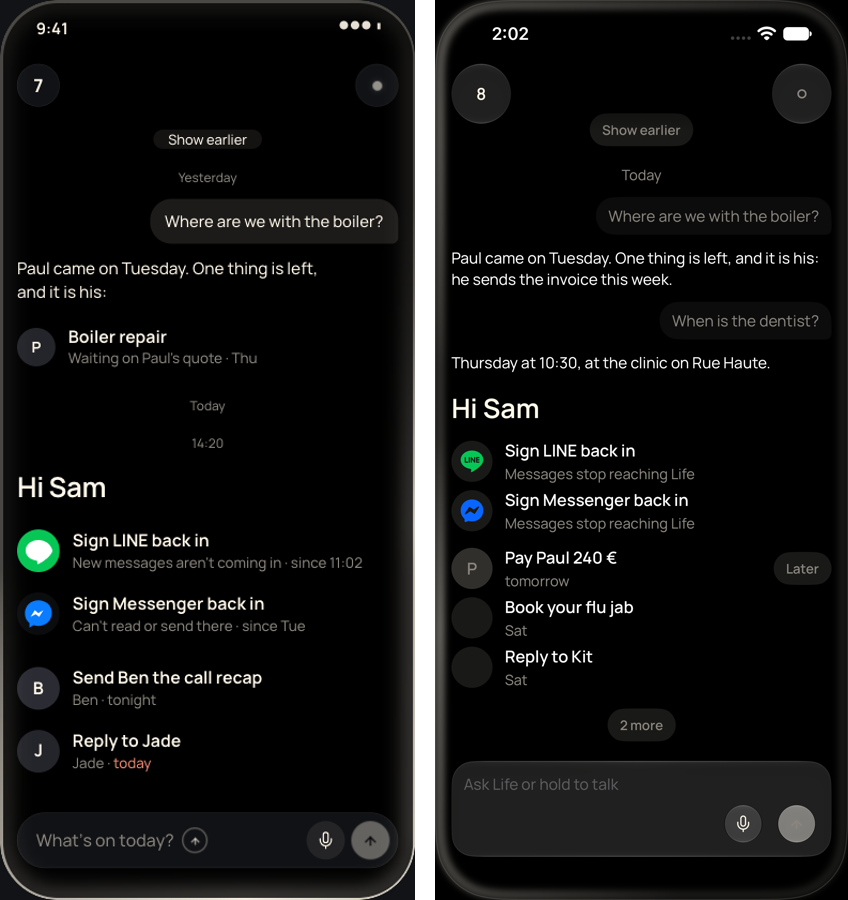 9:41
7
Show earlier
Yesterday
Where are we with the boiler?
Paul came on Tuesday. One thing is left,
and it is his:
P
Boiler repair
Waiting on Paul's quote · Thu
Today
14:20
Hi Sam
Sign LINE back in
New messages aren't coming in · since 11:02
Sign Messenger back in
Can't read or send there · since Tue
B
Send Ben the call recap
Ben · tonight
J
Reply to Jade
Jade · today
What's on today?
2:02
8
Show earlier
Today
Where are we with the boiler?
Paul came on Tuesday. One thing is left, and it is his:
he sends the invoice this week.
When is the dentist?
Thursday at 10:30, at the clinic on Rue Haute.
Hi Sam
LINE
Sign LINE back in
Messages stop reaching Life
Sign Messenger back in
Messages stop reaching Life
P
Pay Paul 240 €
tomorrow
Later
Book your flu jab
Sat
Reply to Kit
Sat
2 more
Ask Life or hold to talk